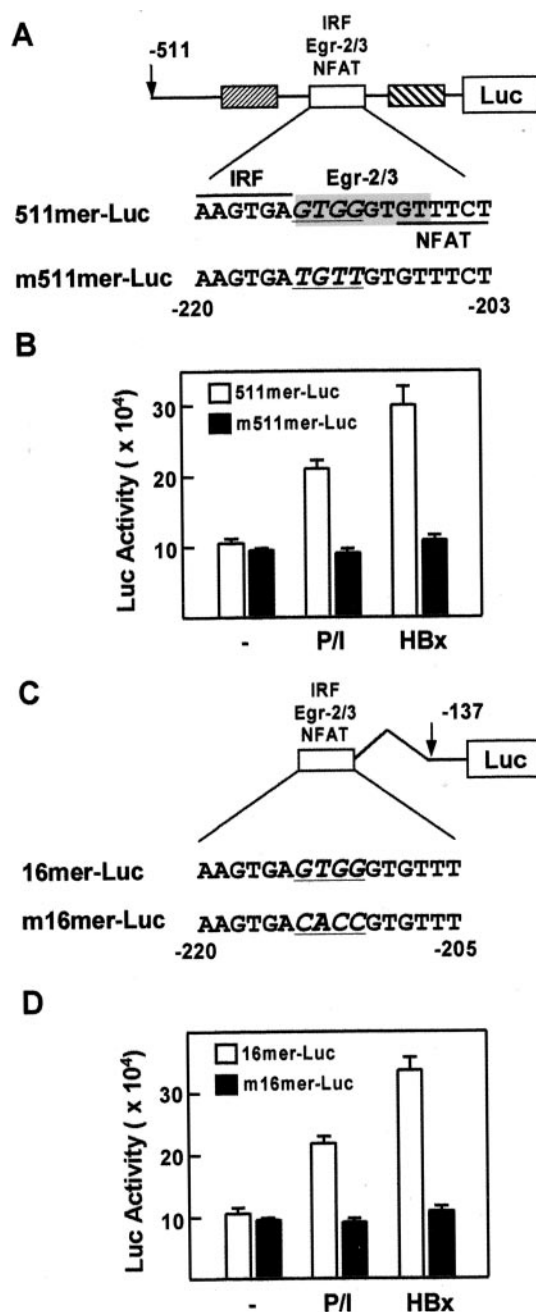 A
IRF
Egr-2/3
NFAT
-511
Luc
IRF Egr-2/3
511mer-Luc AAGTGAGTGGGTGTTTTCT
NFAT
m511mer-Luc AAGTGATGTTGTGTTTCT
-220 -203
B
511mer-Luc
m511mer-Luc
Luc Activity ( x 10⁴)
30
20
10
- P/I HBx
C
IRF
Egr-2/3
NFAT
-137
Luc
16mer-Luc AAGTGAGTGGGTGTTT
m16mer-Luc AAGTGACACCGTGTTT
-220 -205
D
16mer-Luc
m16mer-Luc
Luc Activity ( x 10⁴)
30
20
10
- P/I HBx